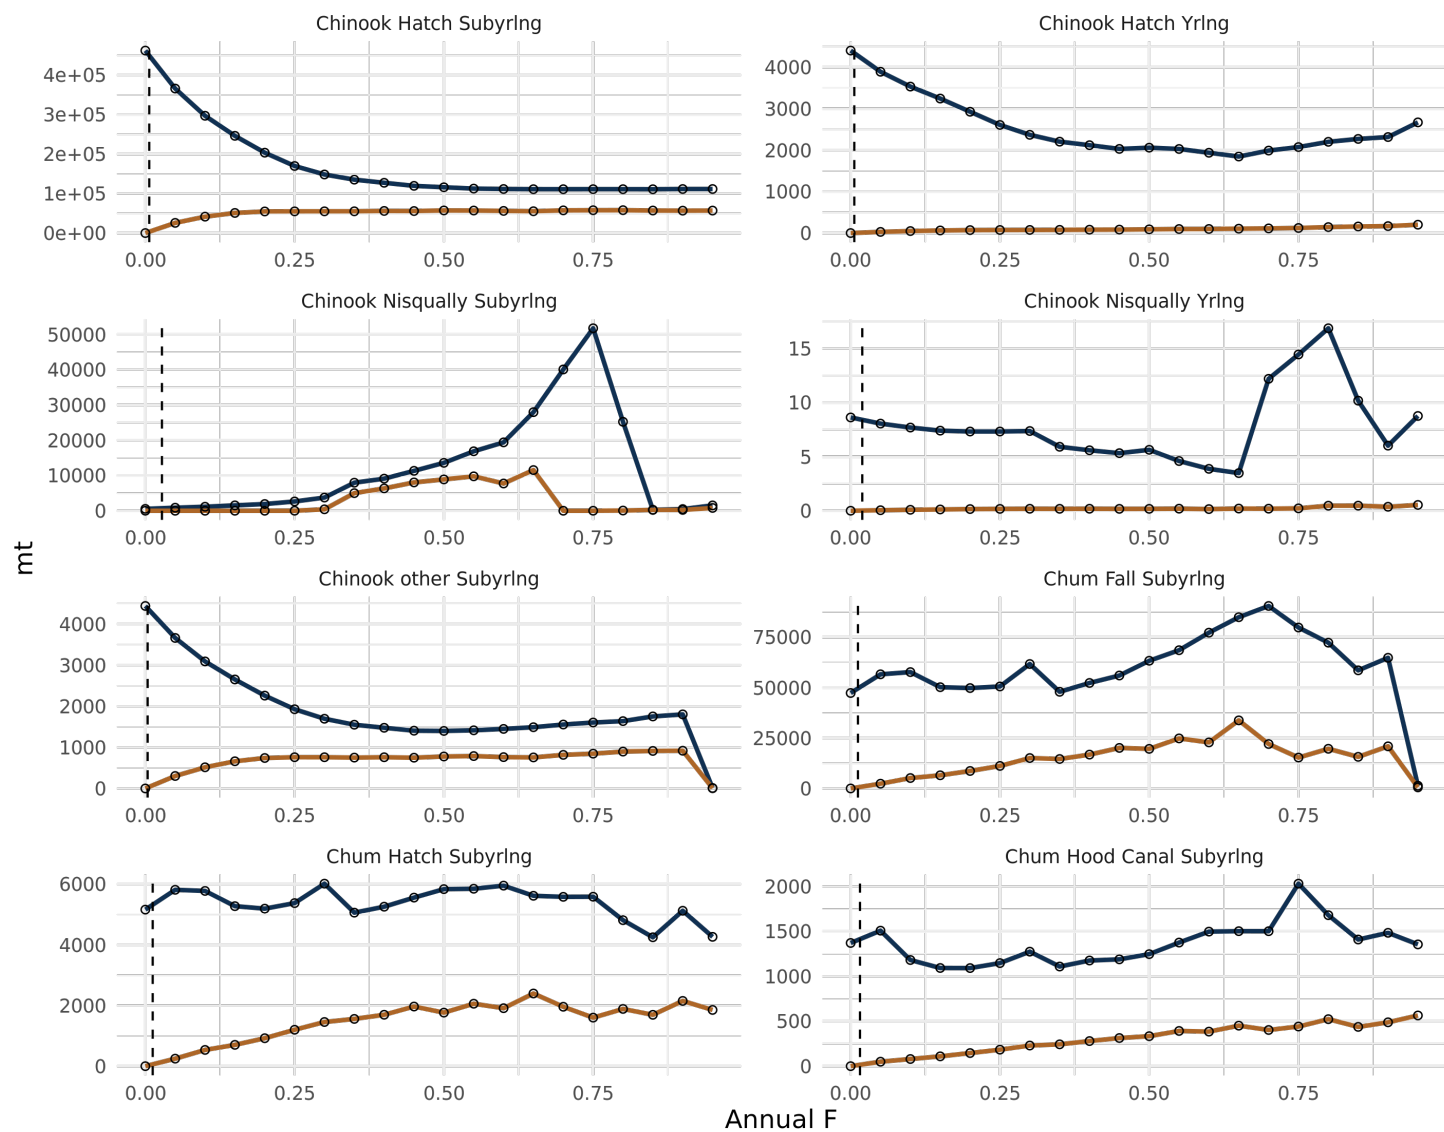 Chinook Hatch Subyrlng
4e+05
3e+05
2e+05
1e+05
0e+00
0.00 0.25 0.50 0.75
Chinook Hatch Yrlng
4000
3000
2000
1000
0
0.00 0.25 0.50 0.75
Chinook Nisqually Subyrlng
50000
40000
30000
20000
10000
0
0.00 0.25 0.50 0.75
Chinook Nisqually Yrlng
15
10
5
0
0.00 0.25 0.50 0.75
mt
Chinook other Subyrlng
4000
3000
2000
1000
0
0.00 0.25 0.50 0.75
Chum Fall Subyrlng
75000
50000
25000
0
0.00 0.25 0.50 0.75
Chum Hatch Subyrlng
6000
4000
2000
0
0.00 0.25 0.50 0.75
Chum Hood Canal Subyrlng
2000
1500
1000
500
0
0.00 0.25 0.50 0.75
Annual F